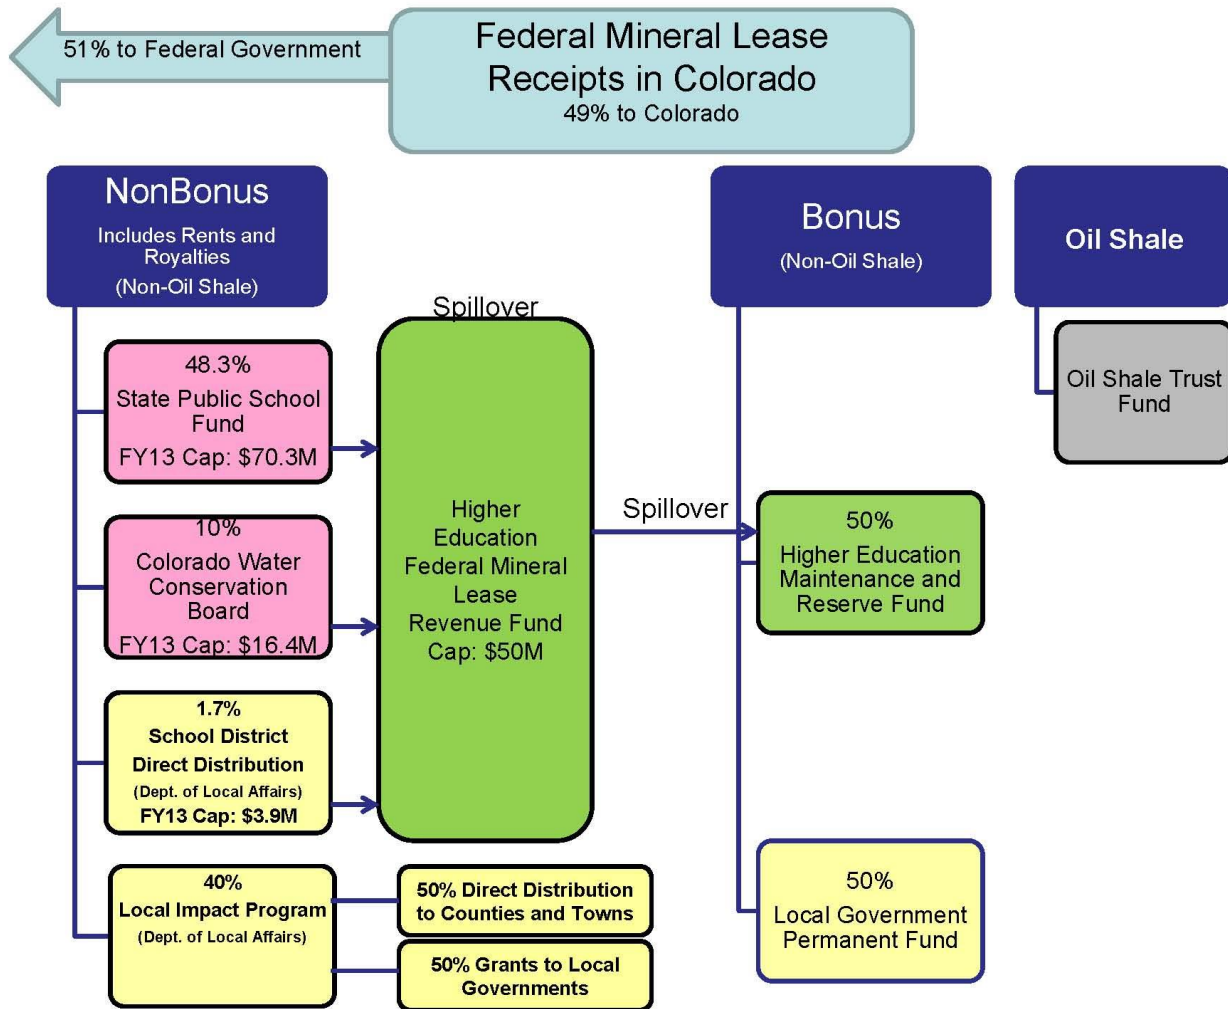 51% to Federal Government
Federal Mineral Lease
Receipts in Colorado
49% to Colorado
NonBonus
Includes Rents and
Royalties
(Non-Oil Shale)
Bonus
(Non-Oil Shale)
Oil Shale
Spillover
48.3%
State Public School
Fund
FY13 Cap: $70.3M
Oil Shale Trust
Fund
Higher
Education
Federal Mineral
Lease
Revenue Fund
Cap: $50M
Spillover
10%
Colorado Water
Conservation
Board
FY13 Cap: $16.4M
50%
Higher Education
Maintenance and
Reserve Fund
1.7%
School District
Direct Distribution
(Dept. of Local Affairs)
FY13 Cap: $3.9M
40%
Local Impact Program
(Dept. of Local Affairs)
50% Direct Distribution
to Counties and Towns
50% Grants to Local
Governments
50%
Local Government
Permanent Fund